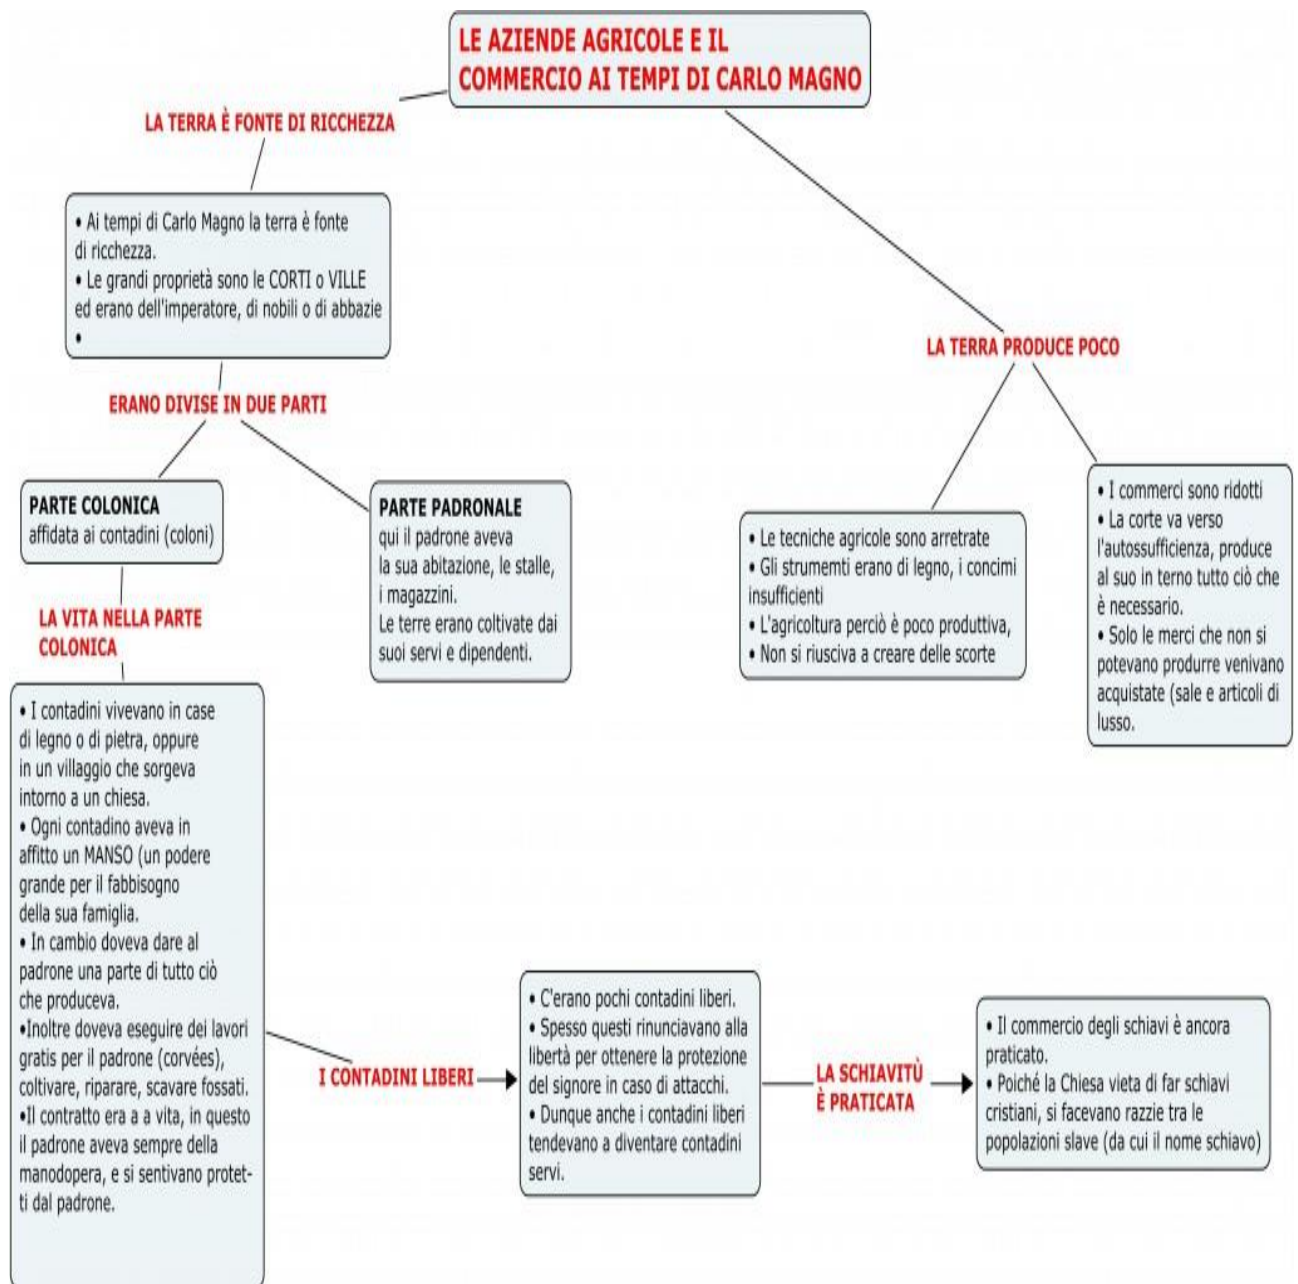 LE AZIENDE AGRICOLE E IL
COMMERCIO AI TEMPI DI CARLO MAGNO
LA TERRA È FONTE DI RICCHEZZA
• Ai tempi di Carlo Magno la terra è fonte
di ricchezza.
• Le grandi proprietà sono le CORTI o VILLE
ed erano dell'imperatore, di nobili o di abbazie
•
ERANO DIVISE IN DUE PARTI
PARTE COLONICA
affidata ai contadini (coloni)
PARTE PADRONALE
qui il padrone aveva
la sua abitazione, le stalle,
i magazzini.
Le terre erano coltivate dai
suoi servi e dipendenti.
LA VITA NELLA PARTE
COLONICA
• I contadini vivevano in case
di legno o di pietra, oppure
in un villaggio che sorgeva
intorno a un chiesa.
• Ogni contadino aveva in
affitto un MANSO (un podere
grande per il fabbisogno
della sua famiglia.
• In cambio doveva dare al
padrone una parte di tutto ciò
che produceva.
•Inoltre doveva eseguire dei lavori
gratis per il padrone (corvées),
coltivare, riparare, scavare fossati.
•Il contratto era a a vita, in questo
il padrone aveva sempre della
manodopera, e si sentivano protet-
ti dal padrone.
I CONTADINI LIBERI
• C'erano pochi contadini liberi.
• Spesso questi rinunciavano alla
libertà per ottenere la protezione
del signore in caso di attacchi.
• Dunque anche i contadini liberi
tendevano a diventare contadini
servi.
LA SCHIAVITÙ
È PRATICATA
• Il commercio degli schiavi è ancora
praticato.
• Poiché la Chiesa vieta di far schiavi
cristiani, si facevano razzie tra le
popolazioni slave (da cui il nome schiavo)
LA TERRA PRODUCE POCO
• Le tecniche agricole sono arretrate
• Gli strumemti erano di legno, i concimi
insufficienti
• L'agricoltura perciò è poco produttiva,
• Non si riusciva a creare delle scorte
• I commerci sono ridotti
• La corte va verso
l'autossufficienza, produce
al suo in terno tutto ciò che
è necessario.
• Solo le merci che non si
potevano produrre venivano
acquistate (sale e articoli di
lusso.